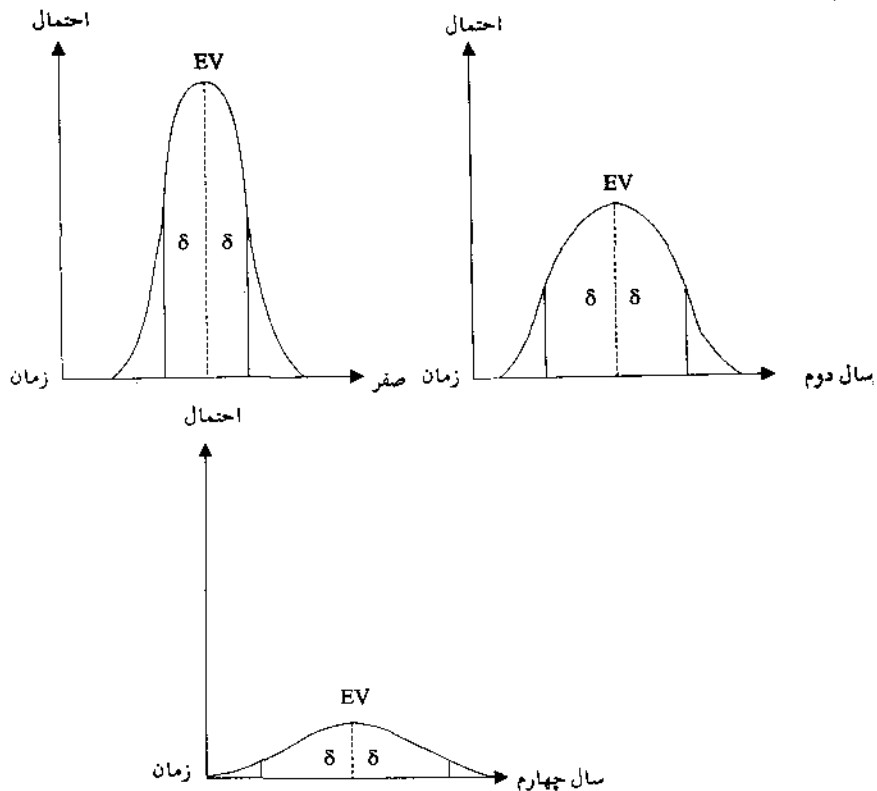 احتمال
EV
δ δ
زمان صفر
احتمال
EV
δ δ
زمان سال دوم
احتمال
EV
δ δ
زمان سال چهارم